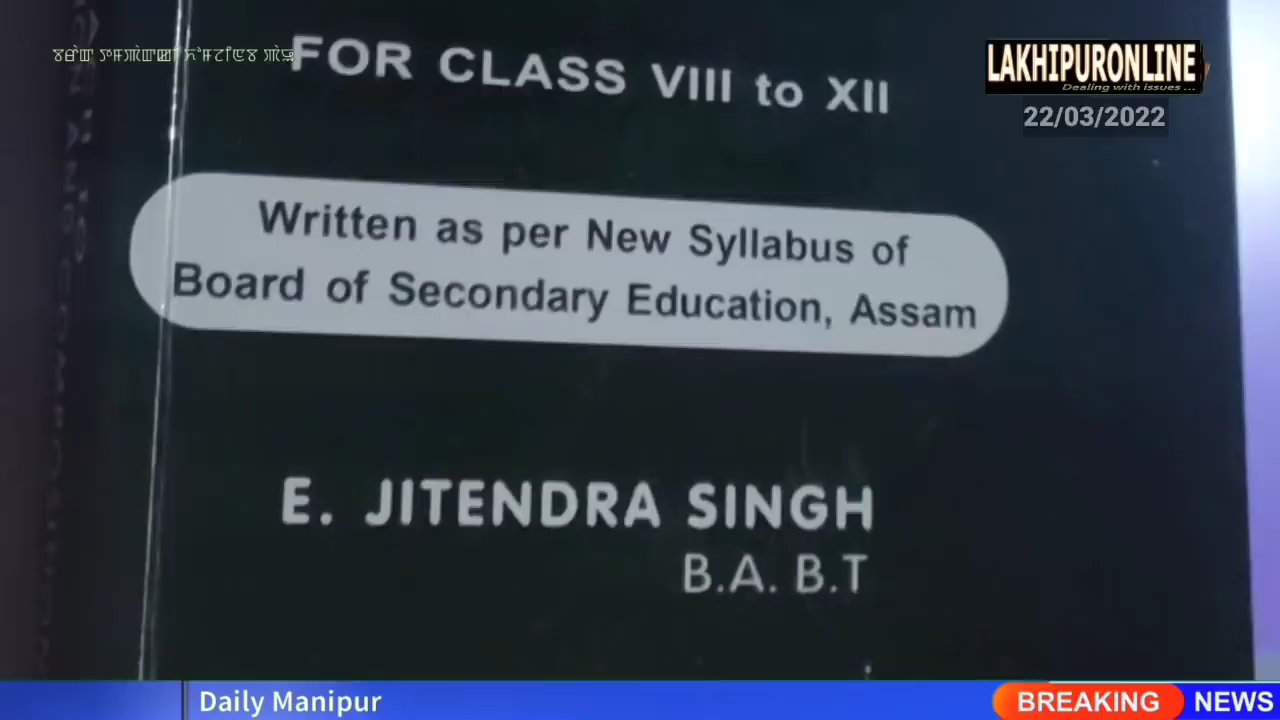 LAKHIPURONLINE
Dealing with issues ...
22/03/2022
FOR CLASS VIII to XII
Written as per New Syllabus of
Board of Secondary Education, Assam
E. JITENDRA SINGH
B.A. B.T
Daily Manipur
BREAKING NEWS